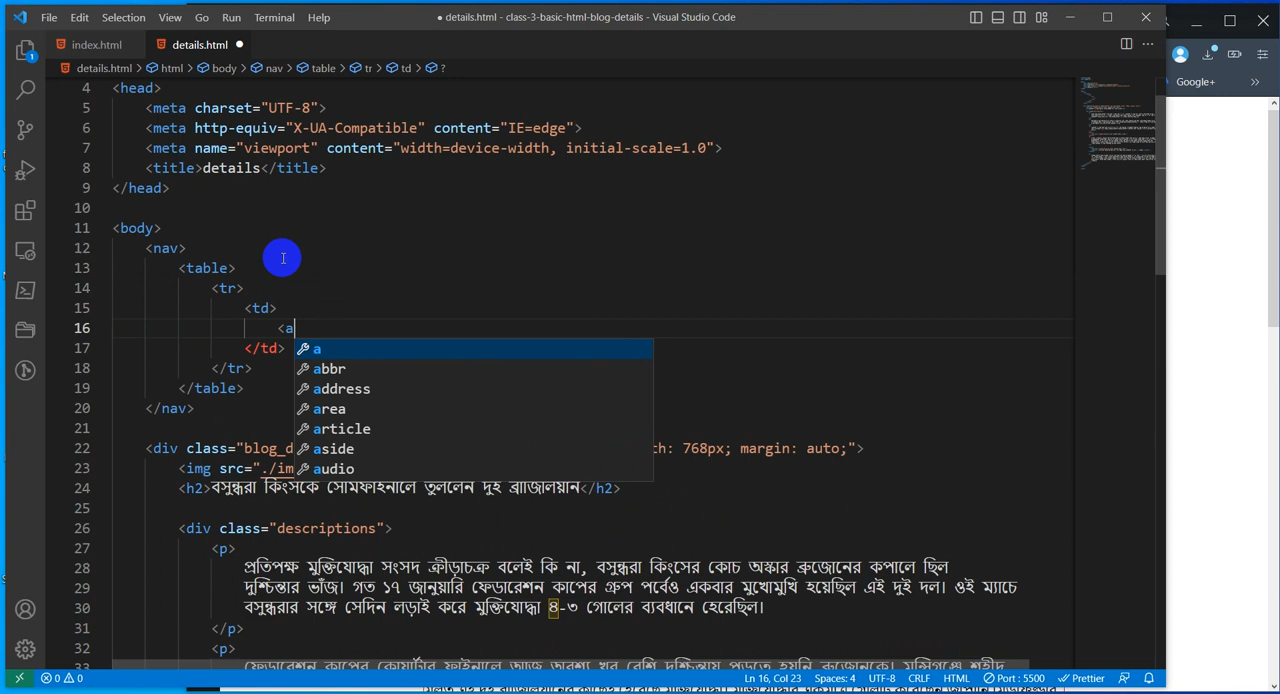 File Edit Selection View Go Run Terminal Help
● details.html - class-3-basic-html-blog-details - Visual Studio Code
index.html
details.html ●
details.html > html > body > nav > table > tr > td > ?
Google+
1
4 <head>
5 <meta charset="UTF-8">
6 <meta http-equiv="X-UA-Compatible" content="IE=edge">
7 <meta name="viewport" content="width=device-width, initial-scale=1.0">
8 <title>details</title>
9 </head>
10
11 <body>
12 <nav>
13 <table>
14 <tr>
15 <td>
16 <a
17 </td>
a
18 </tr>
abbr
19 </table>
address
20 </nav>
area
21
article
22 <div class="blog_d th: 768px; margin: auto;">
aside
23 <img src="./im
audio
24 <h2>বসুন্ধরা কিংসকে সেমিফাইনালে তুললেন দুই ব্রাজিলিয়ান</h2>
25
26 <div class="descriptions">
27 <p>
28 প্রতিপক্ষ মুক্তিযোদ্ধা সংসদ ক্রীড়াচক্র বলেই কি না, বসুন্ধরা কিংসের কোচ অস্কার ব্রুজোনের কপালে ছিল
29 দুশ্চিন্তার ভাঁজ। গত ১৭ জানুয়ারি ফেডারেশন কাপের গ্রুপ পর্বেও একবার মুখোমুখি হয়েছিল এই দুই দল। ওই ম্যাচে
30 বসুন্ধরার সঙ্গে সেদিন লড়াই করে মুক্তিযোদ্ধা ৪-৩ গোলের ব্যবধানে হেরেছিল।
31 </p>
32 <p>
33
0 0
Ln 16, Col 23 Spaces: 4 UTF-8 CRLF HTML Port : 5500 Prettier